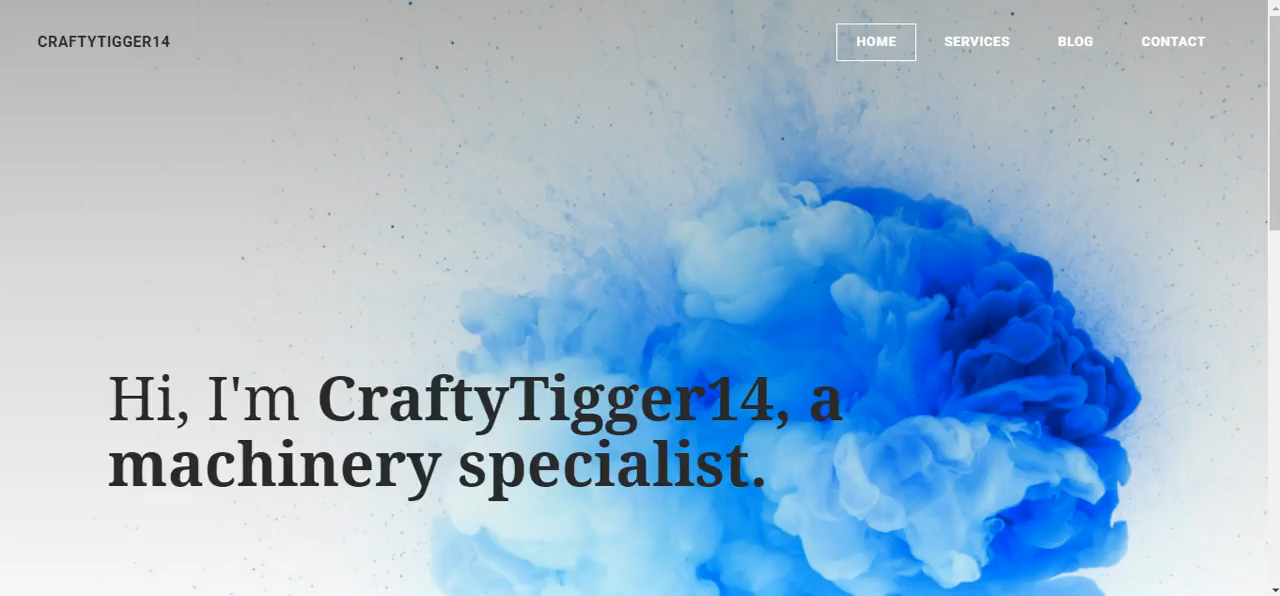 CRAFTYTIGGER14
HOME SERVICES BLOG CONTACT
Hi, I'm CraftyTigger14, a
machinery specialist.